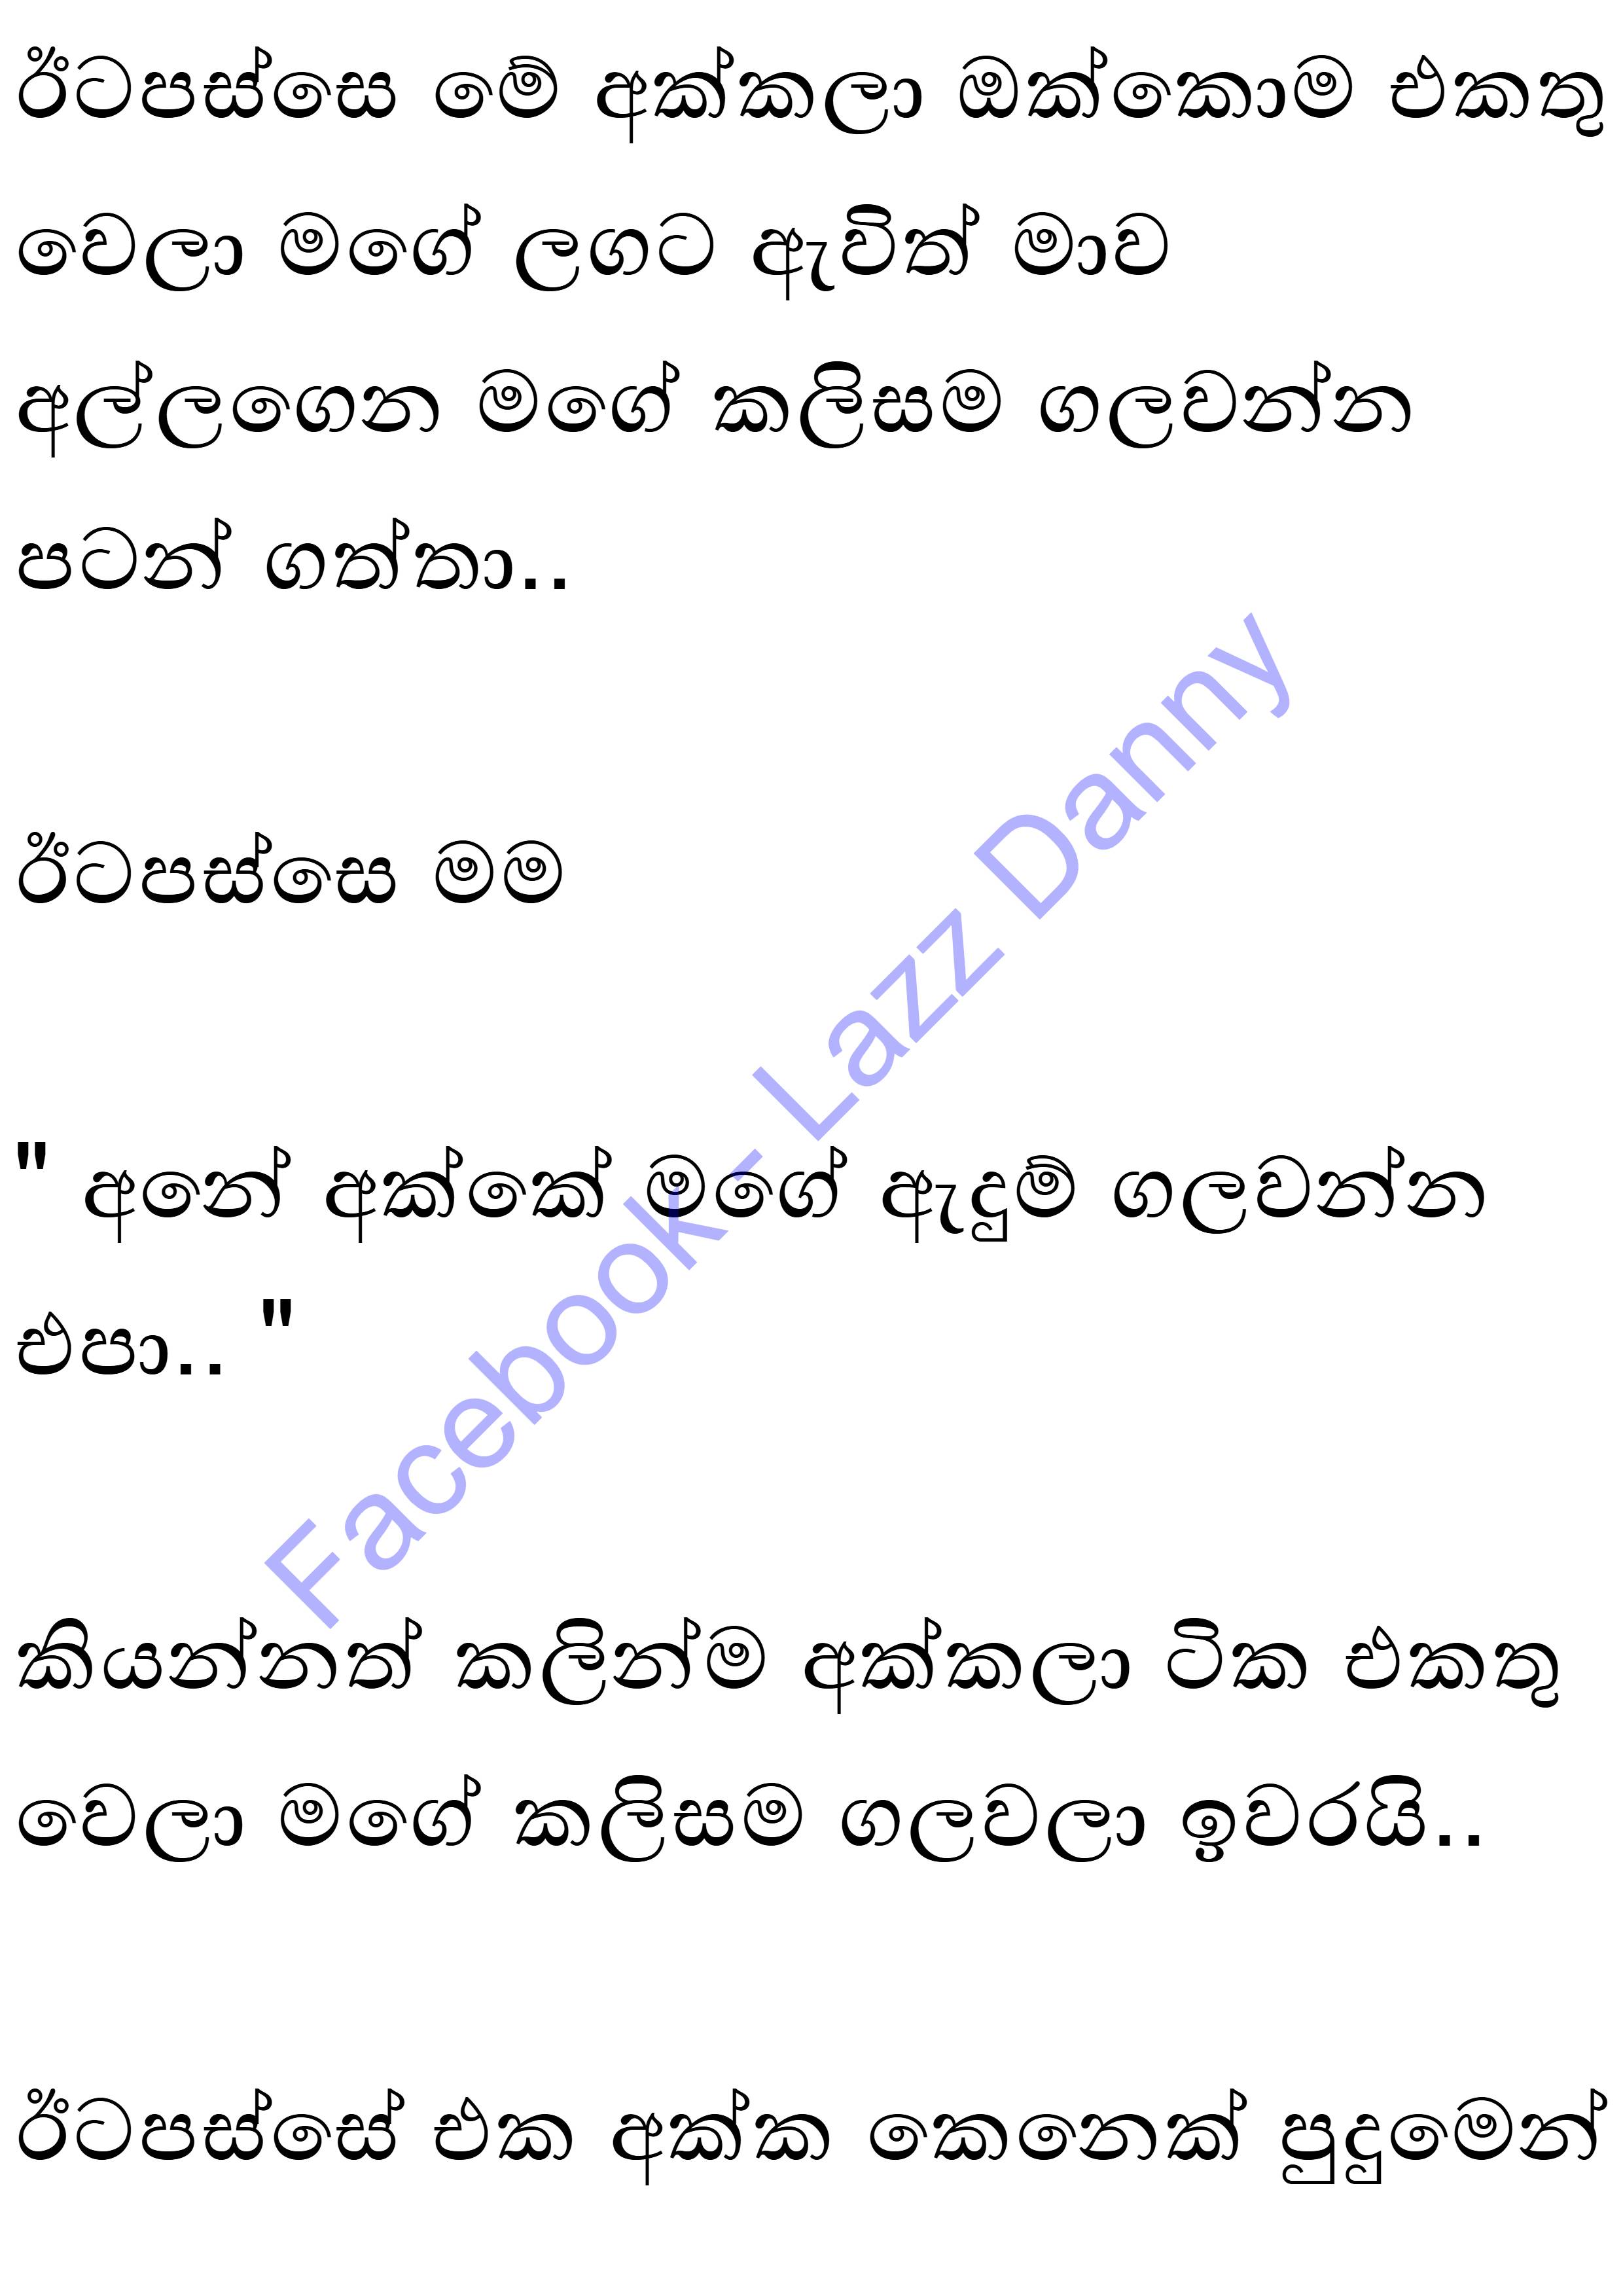 ඊටපස්සෙ මේ අක්කලා ඔක්කොම එකතු
වෙලා මගේ ලගට ඇවිත් මාව
අල්ලගෙන මගේ කලිසම ගලවන්න
පටන් ගත්තා..
ඊටපස්සෙ මම
" අනේ අක්කේ මගේ ඇඳුම් ගලවන්න
එපා.. "
කියන්නත් කලින්ම අක්කලා ටික එකතු
වෙලා මගේ කලිසම ගලවලා ඉවරයි..
ඊටපස්සේ එක අක්ක කෙනෙක් පුදුමෙන්
Facebook - Lazz Danny